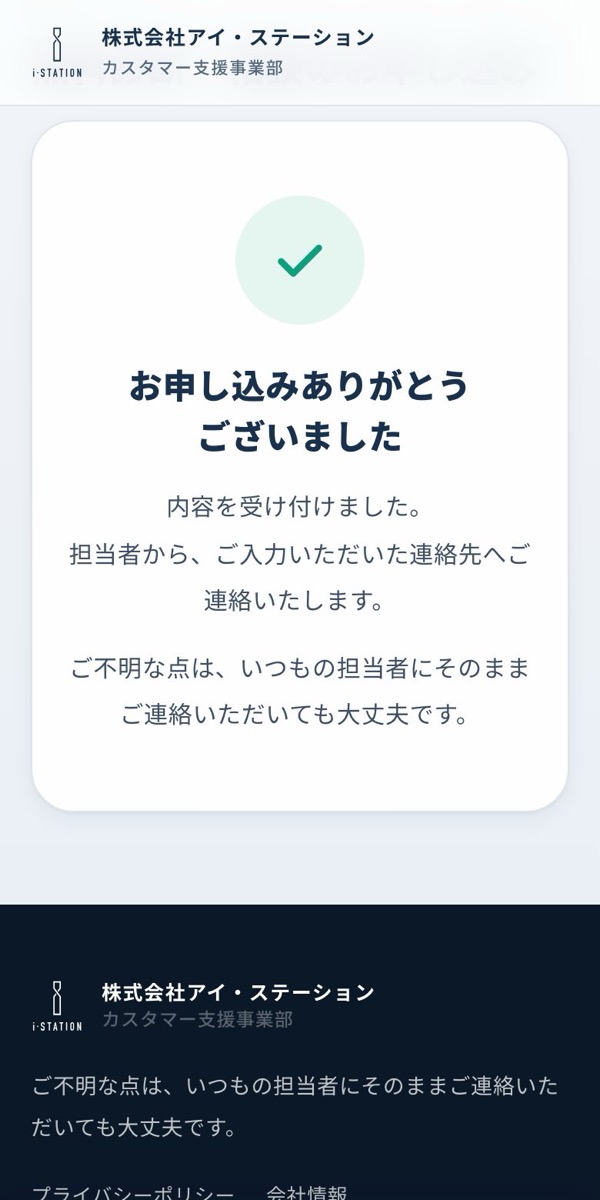 株式会社アイ・ステーション
i·STATION
カスタマー支援事業部
お申し込みありがとう
ございました
内容を受け付けました。
担当者から、ご入力いただいた連絡先へご
連絡いたします。
ご不明な点は、いつもの担当者にそのまま
ご連絡いただいても大丈夫です。
株式会社アイ・ステーション
i·STATION
カスタマー支援事業部
ご不明な点は、いつもの担当者にそのままご連絡いた
だいても大丈夫です。
プライバシーポリシー 会社情報